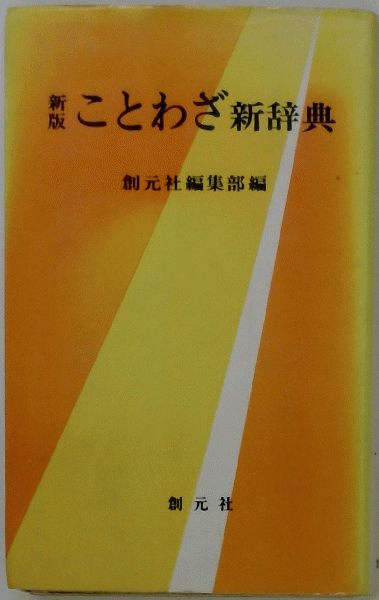 新版 ことわざ新辞典
創元社編集部編
創元社